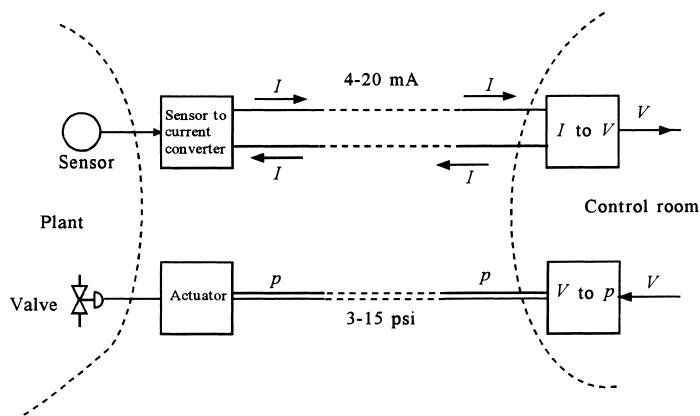 4-20 mA
I
I
Sensor to
current
converter
I to V
V
Sensor
I
I
Plant
Control room
p
p
Valve
Actuator
V to p
V
3-15 psi